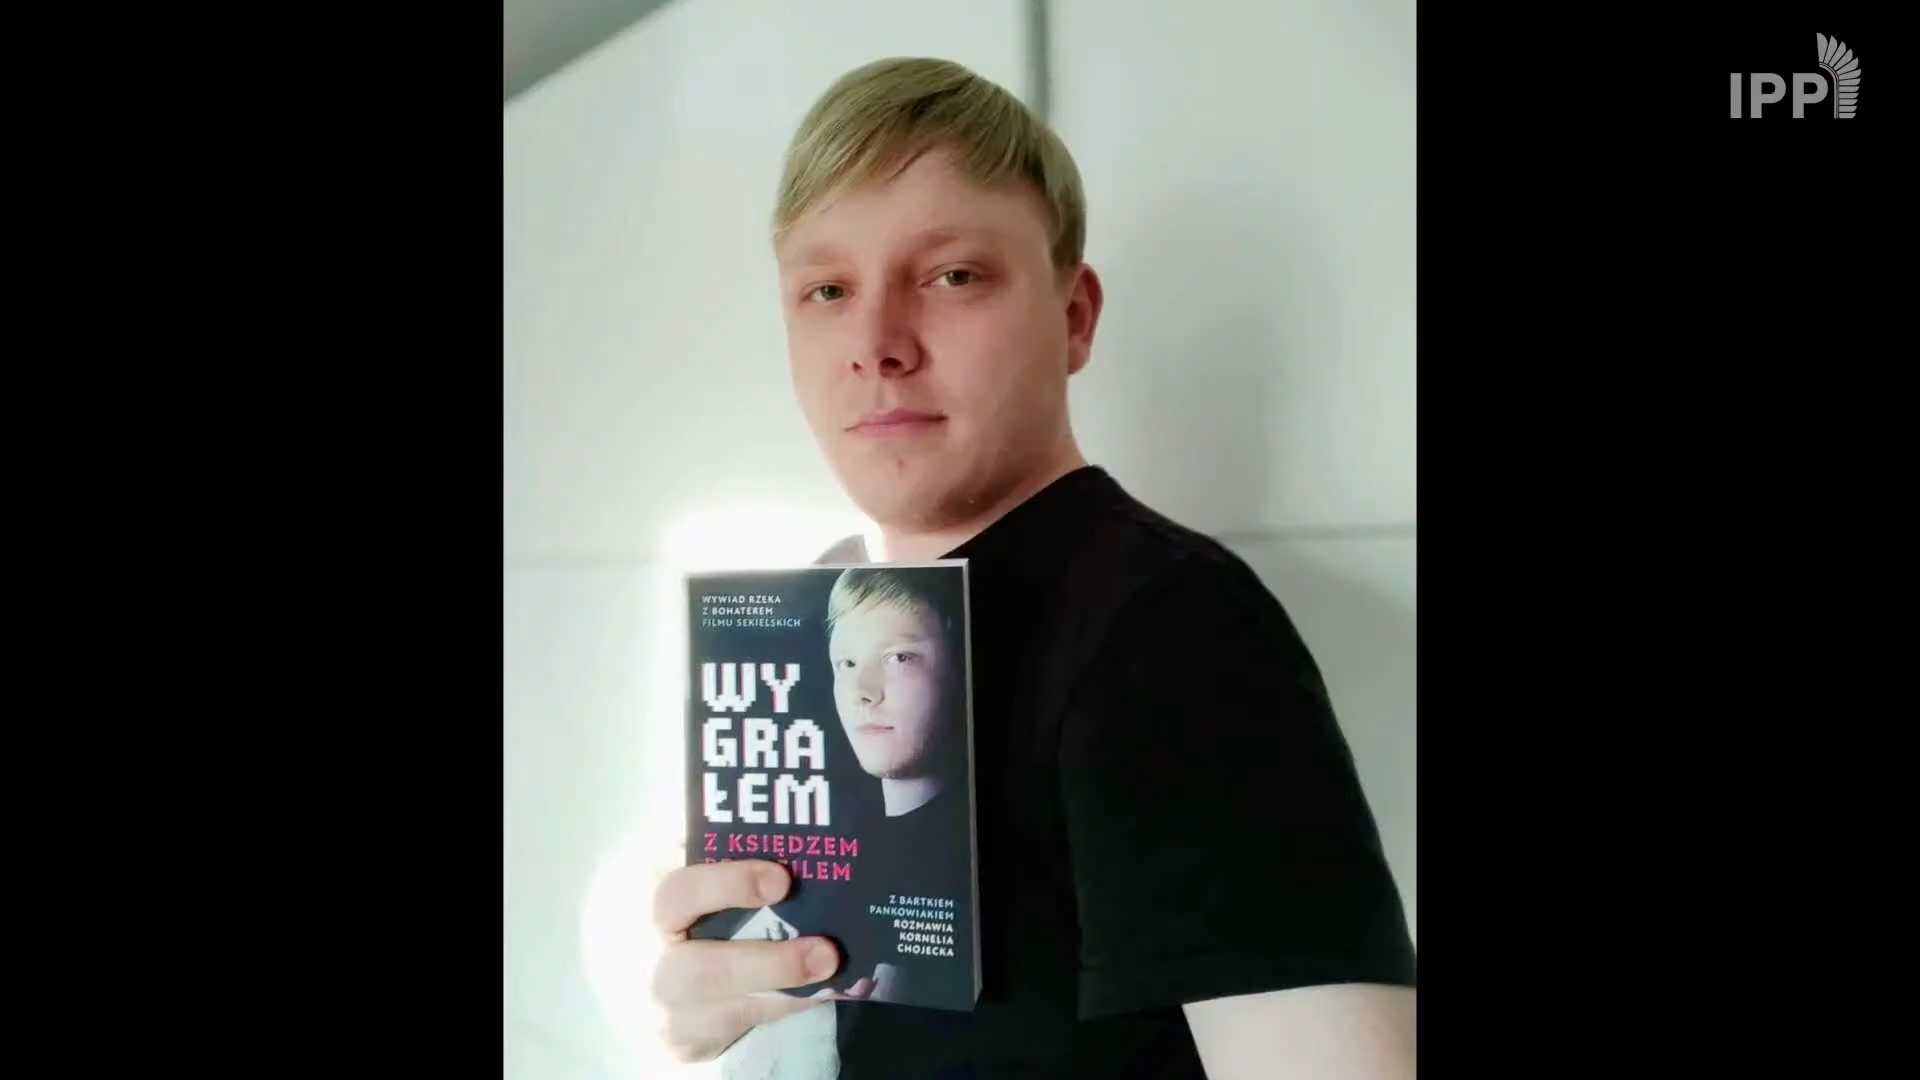 IPP
WYWIAD RZEKA
Z BOHATEREM
FILMU SEKIELSKICH
WY
GRA
ŁEM
Z KSIĘDZEM
Z BARTKIEM
PANKOWIAKIEM
ROZMAWIA
KORNELIA
CHOJECKA